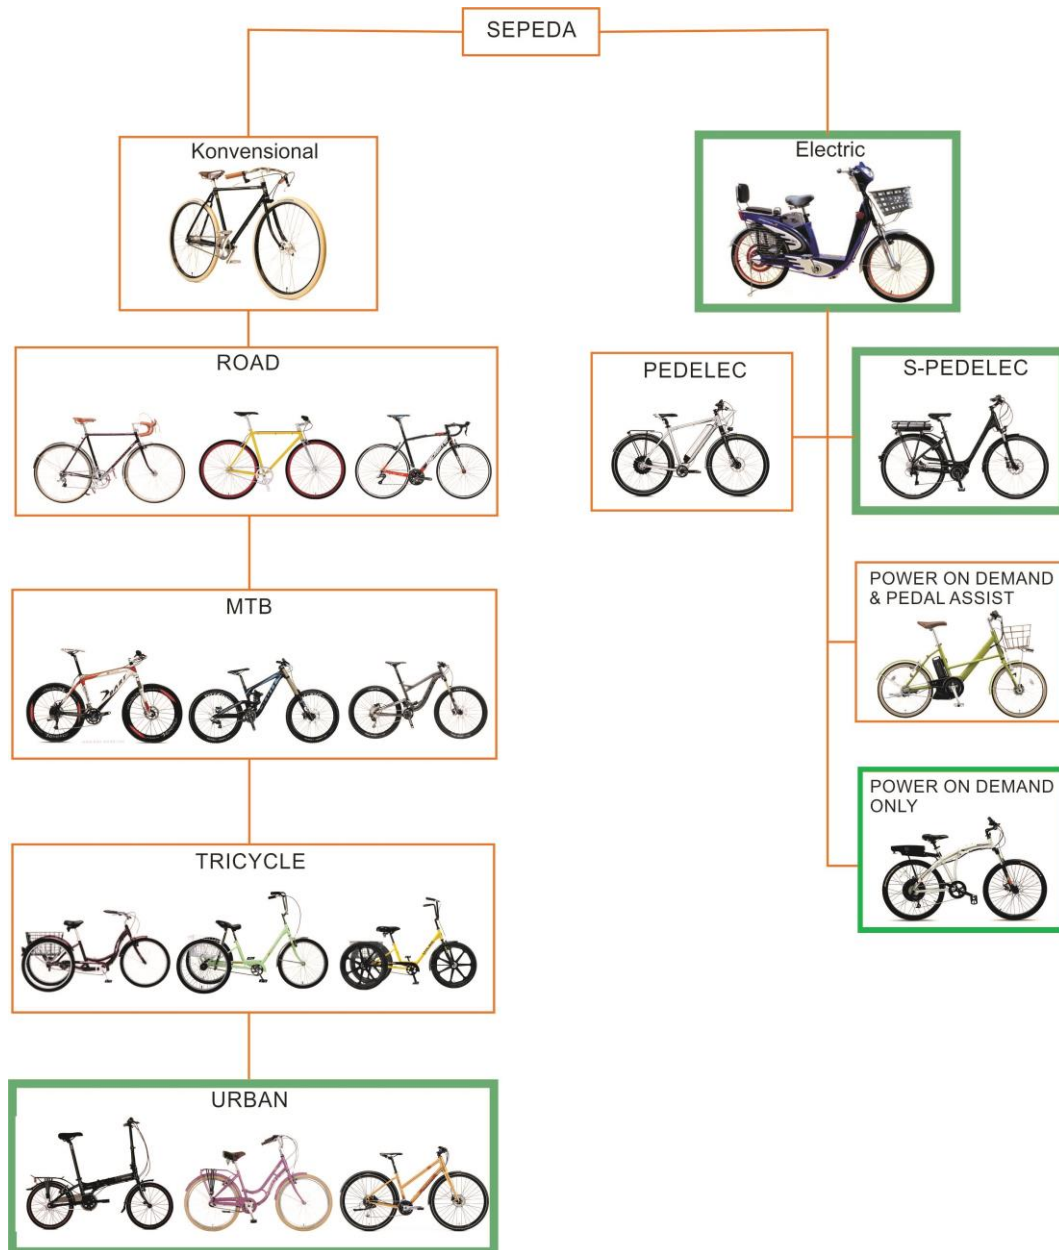 SEPEDA
Konvensional
Electric
ROAD
PEDELEC
S-PEDELEC
MTB
POWER ON DEMAND
& PEDAL ASSIST
TRICYCLE
POWER ON DEMAND
ONLY
URBAN